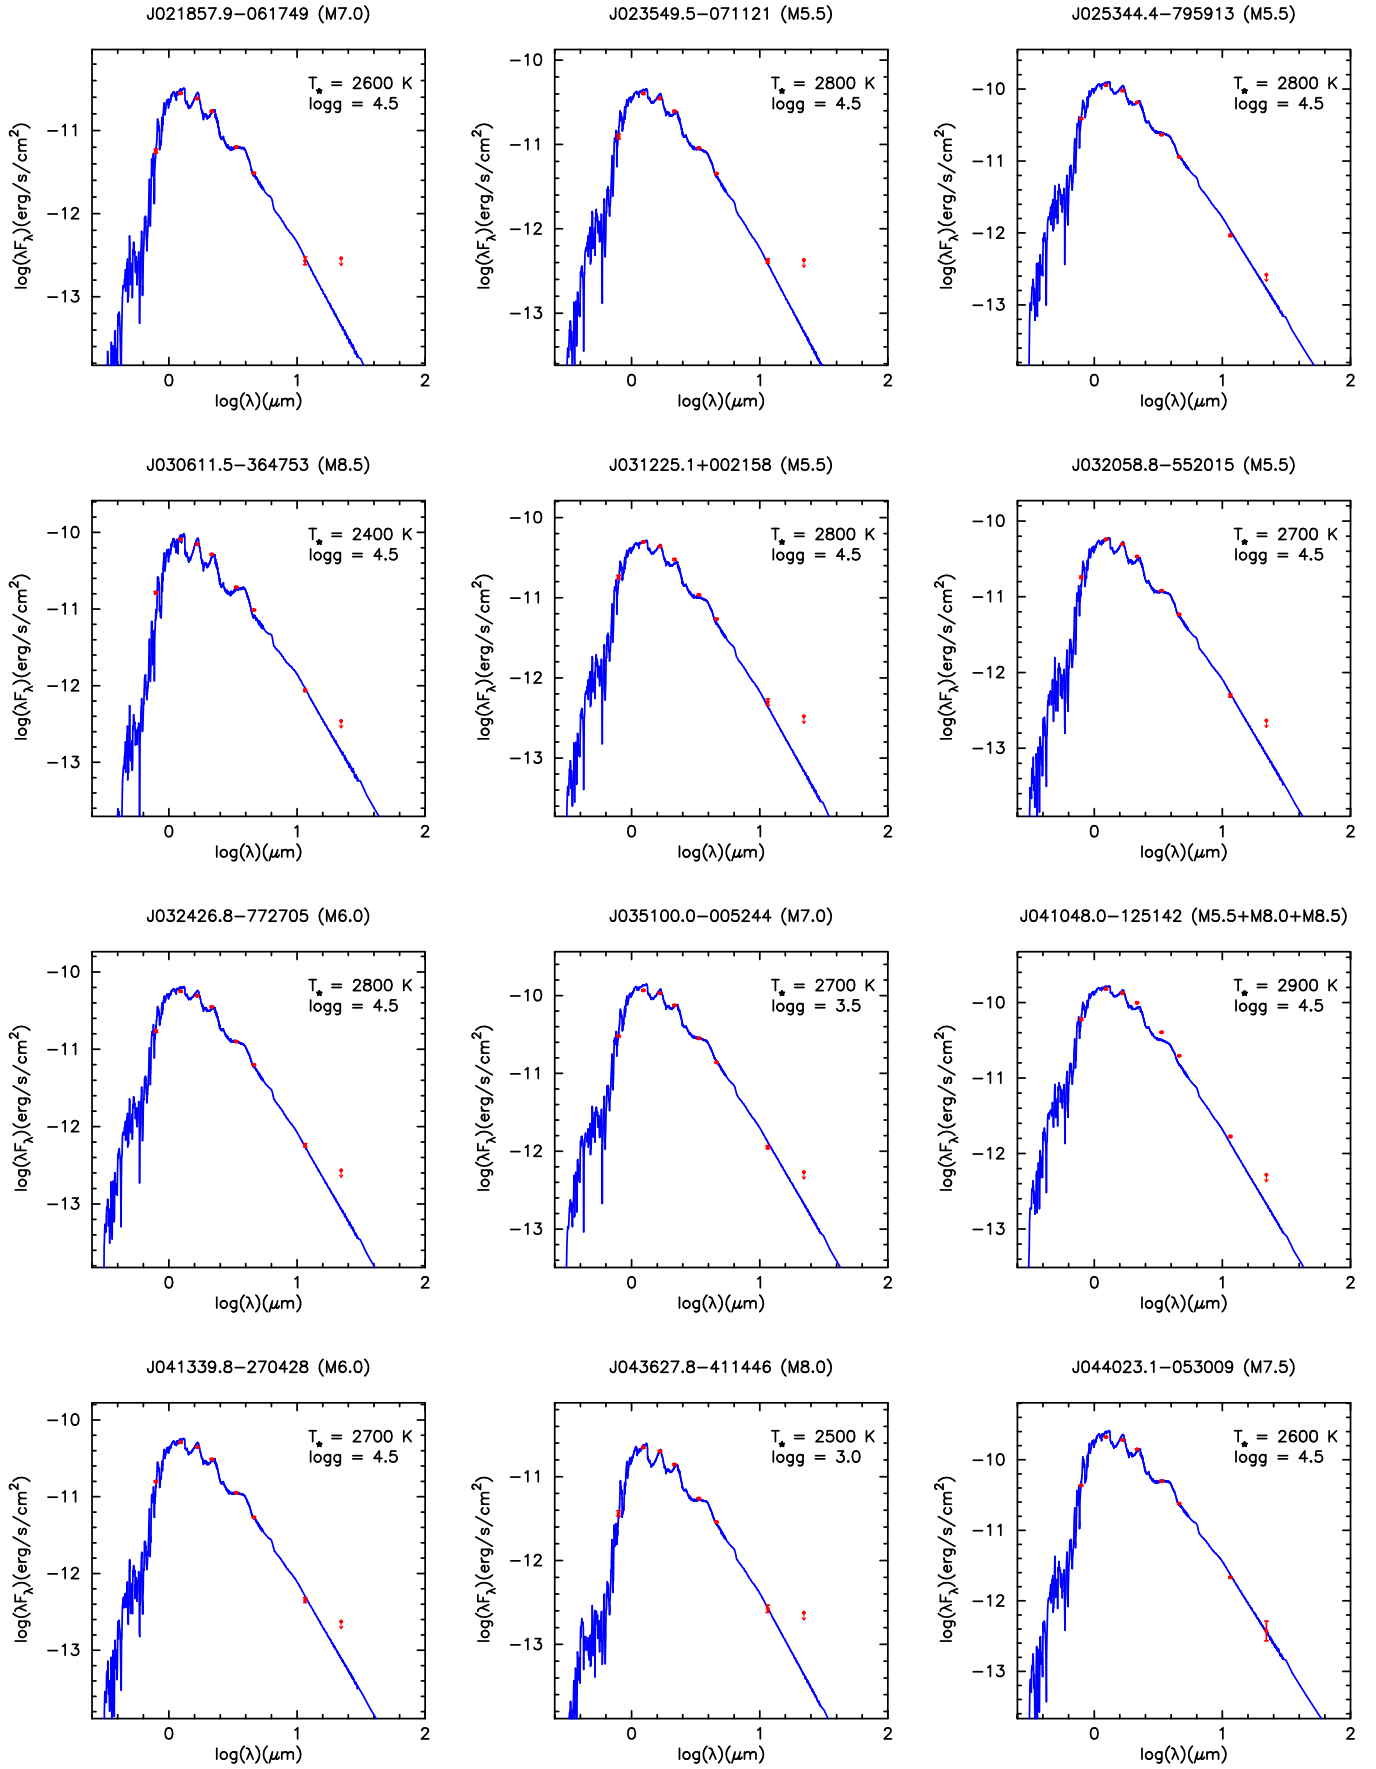 J021857.9−061749 (M7.0)
T* = 2600 K
logg = 4.5
−11
−12
−13
log(λFλ)(erg/s/cm²)
0 1 2
log(λ)(μm)
J023549.5−071121 (M5.5)
T* = 2800 K
logg = 4.5
−10
−11
−12
−13
log(λFλ)(erg/s/cm²)
0 1 2
log(λ)(μm)
J025344.4−795913 (M5.5)
T* = 2800 K
logg = 4.5
−10
−11
−12
−13
log(λFλ)(erg/s/cm²)
0 1 2
log(λ)(μm)
J030611.5−364753 (M8.5)
T* = 2400 K
logg = 4.5
−10
−11
−12
−13
log(λFλ)(erg/s/cm²)
0 1 2
log(λ)(μm)
J031225.1+002158 (M5.5)
T* = 2800 K
logg = 4.5
−10
−11
−12
−13
log(λFλ)(erg/s/cm²)
0 1 2
log(λ)(μm)
J032058.8−552015 (M5.5)
T* = 2700 K
logg = 4.5
−10
−11
−12
−13
log(λFλ)(erg/s/cm²)
0 1 2
log(λ)(μm)
J032426.8−772705 (M6.0)
T* = 2800 K
logg = 4.5
−10
−11
−12
−13
log(λFλ)(erg/s/cm²)
0 1 2
log(λ)(μm)
J035100.0−005244 (M7.0)
T* = 2700 K
logg = 3.5
−10
−11
−12
−13
log(λFλ)(erg/s/cm²)
0 1 2
log(λ)(μm)
J041048.0−125142 (M5.5+M8.0+M8.5)
T* = 2900 K
logg = 4.5
−10
−11
−12
−13
log(λFλ)(erg/s/cm²)
0 1 2
log(λ)(μm)
J041339.8−270428 (M6.0)
T* = 2700 K
logg = 4.5
−10
−11
−12
−13
log(λFλ)(erg/s/cm²)
0 1 2
log(λ)(μm)
J043627.8−411446 (M8.0)
T* = 2500 K
logg = 3.0
−11
−12
−13
log(λFλ)(erg/s/cm²)
0 1 2
log(λ)(μm)
J044023.1−053009 (M7.5)
T* = 2600 K
logg = 4.5
−10
−11
−12
−13
log(λFλ)(erg/s/cm²)
0 1 2
log(λ)(μm)